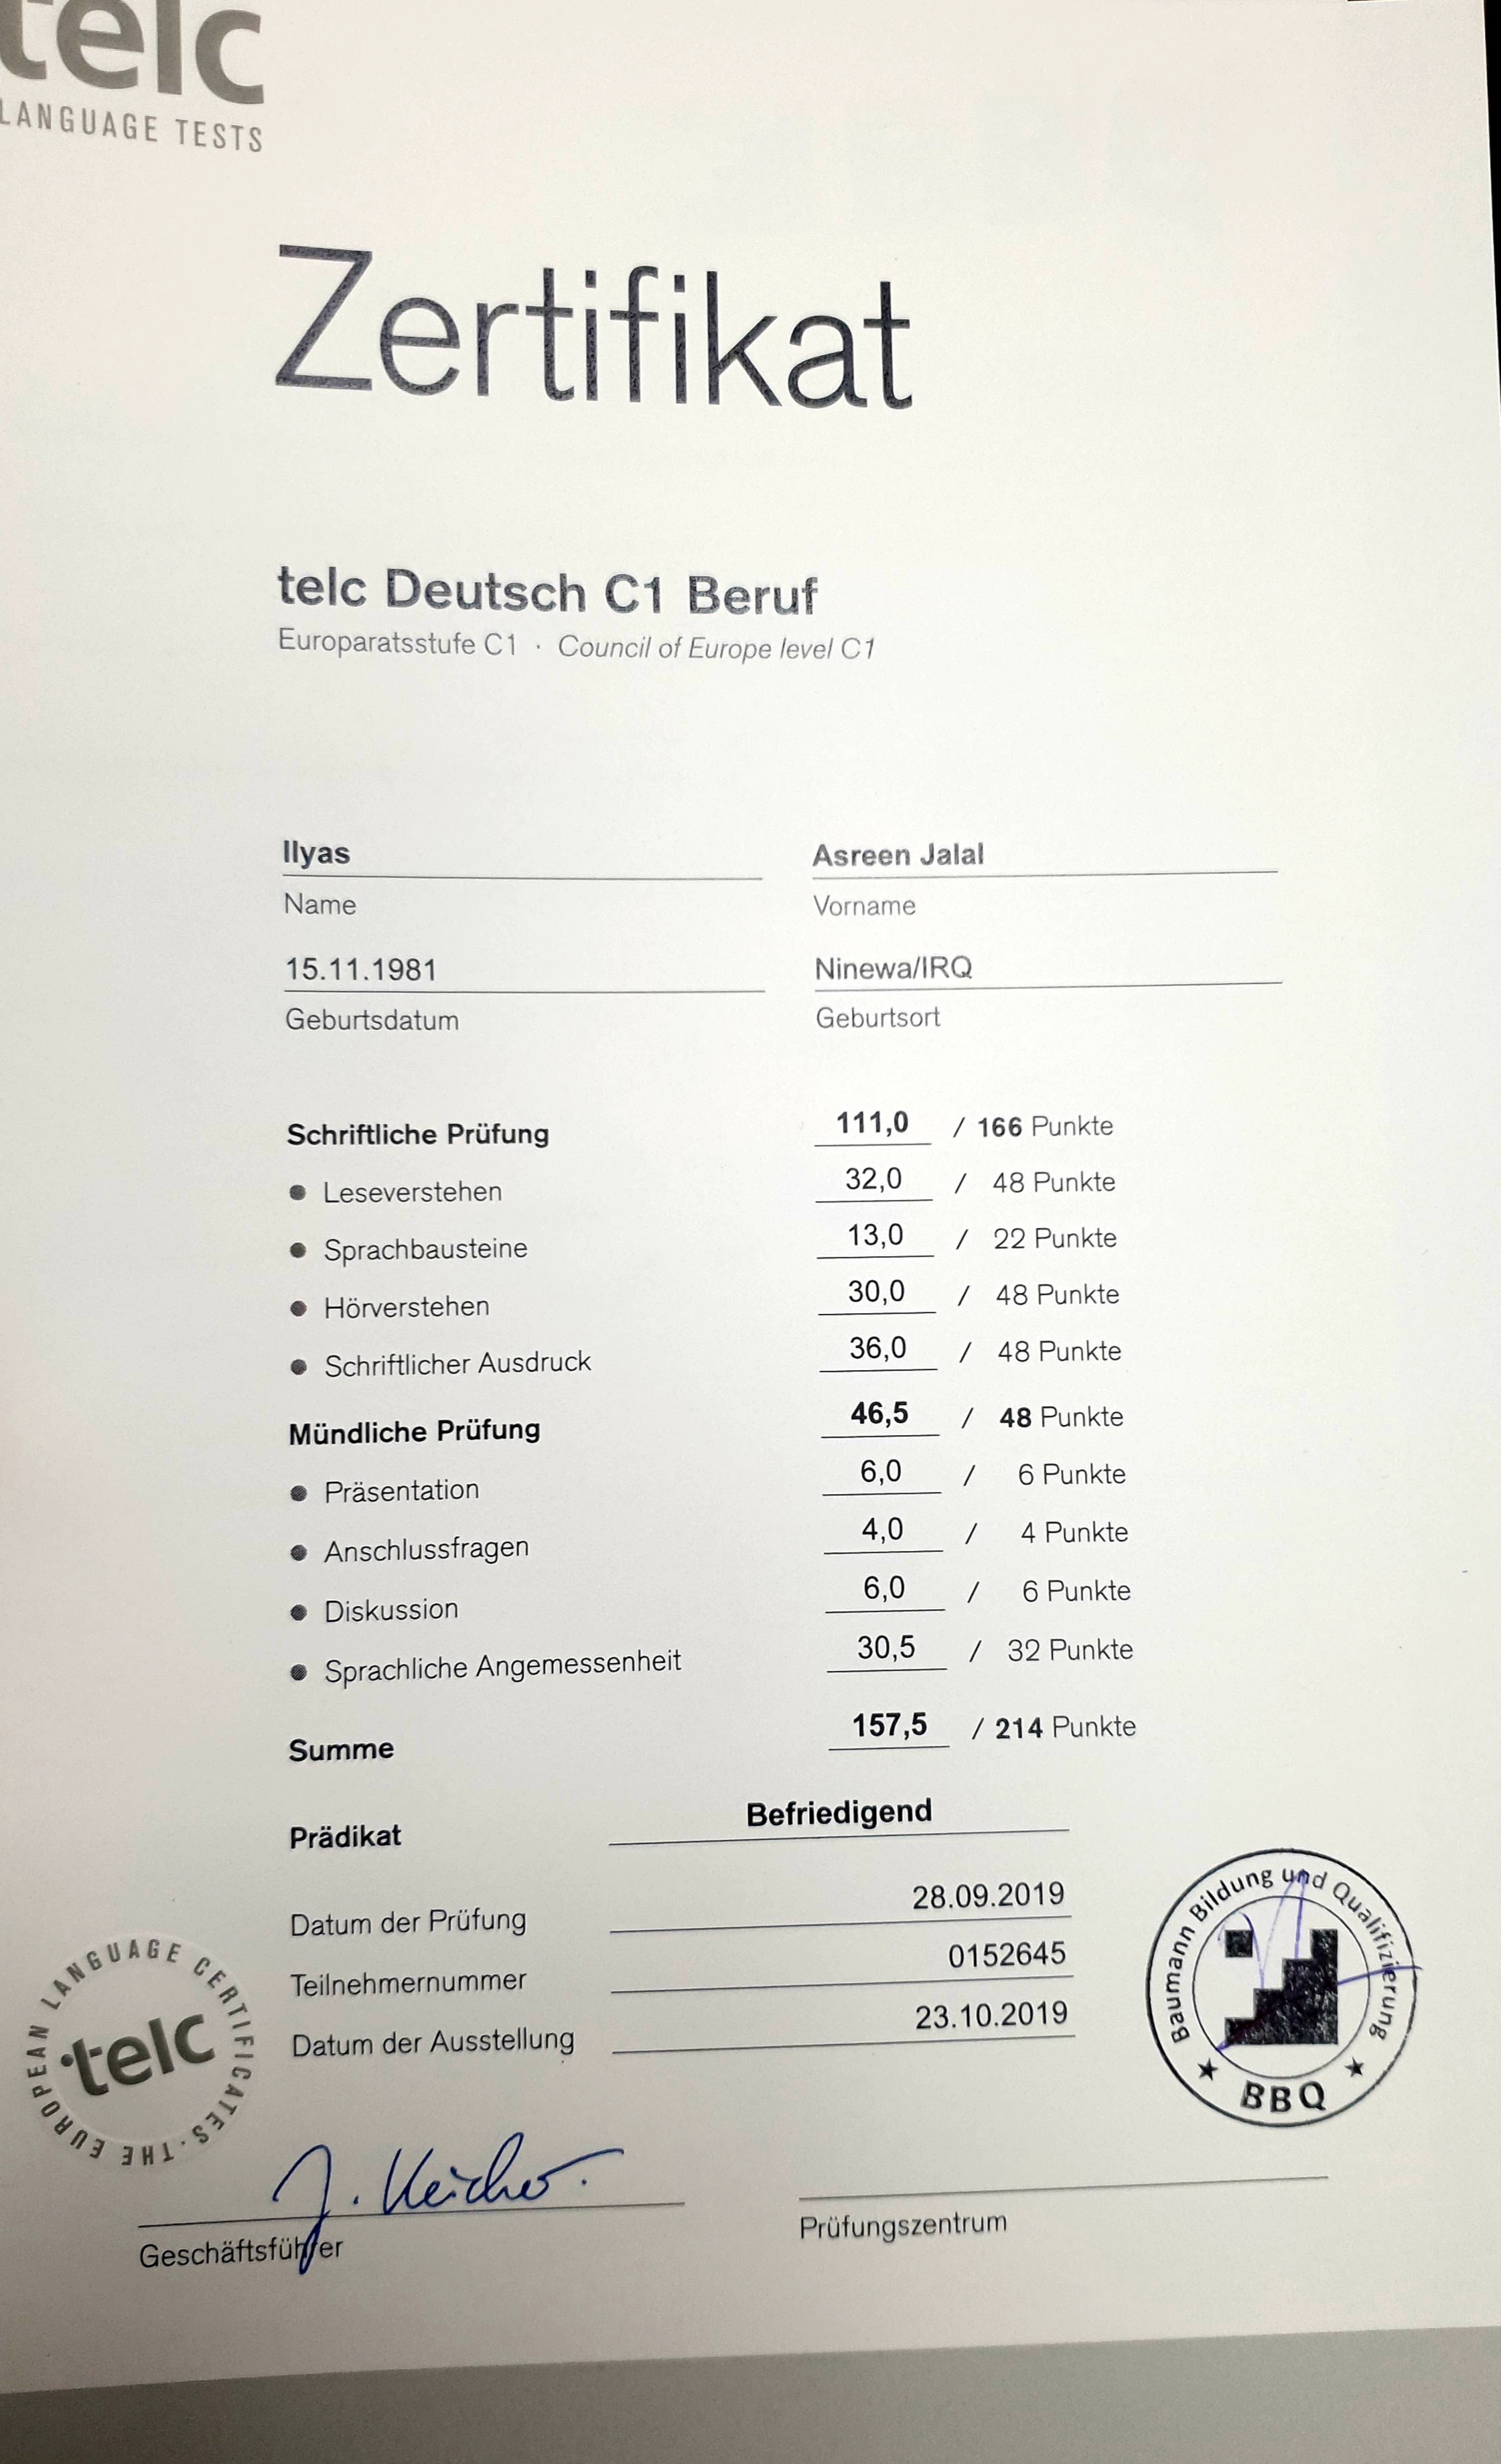 telc
LANGUAGE TESTS
Zertifikat
telc Deutsch C1 Beruf
Europaratsstufe C1 · Council of Europe level C1
Ilyas Asreen Jalal
Name Vorname
15.11.1981 Ninewa/IRQ
Geburtsdatum Geburtsort
Schriftliche Prüfung 111,0 / 166 Punkte
• Leseverstehen 32,0 / 48 Punkte
• Sprachbausteine 13,0 / 22 Punkte
• Hörverstehen 30,0 / 48 Punkte
• Schriftlicher Ausdruck 36,0 / 48 Punkte
Mündliche Prüfung 46,5 / 48 Punkte
• Präsentation 6,0 / 6 Punkte
• Anschlussfragen 4,0 / 4 Punkte
• Diskussion 6,0 / 6 Punkte
• Sprachliche Angemessenheit 30,5 / 32 Punkte
Summe 157,5 / 214 Punkte
Prädikat Befriedigend
Datum der Prüfung 28.09.2019
Teilnehmernummer 0152645
Datum der Ausstellung 23.10.2019
THE EUROPEAN LANGUAGE CERTIFICATES ·
telc
Baumann Bildung und Qualifizierung
★ BBQ ★
Geschäftsführer Prüfungszentrum